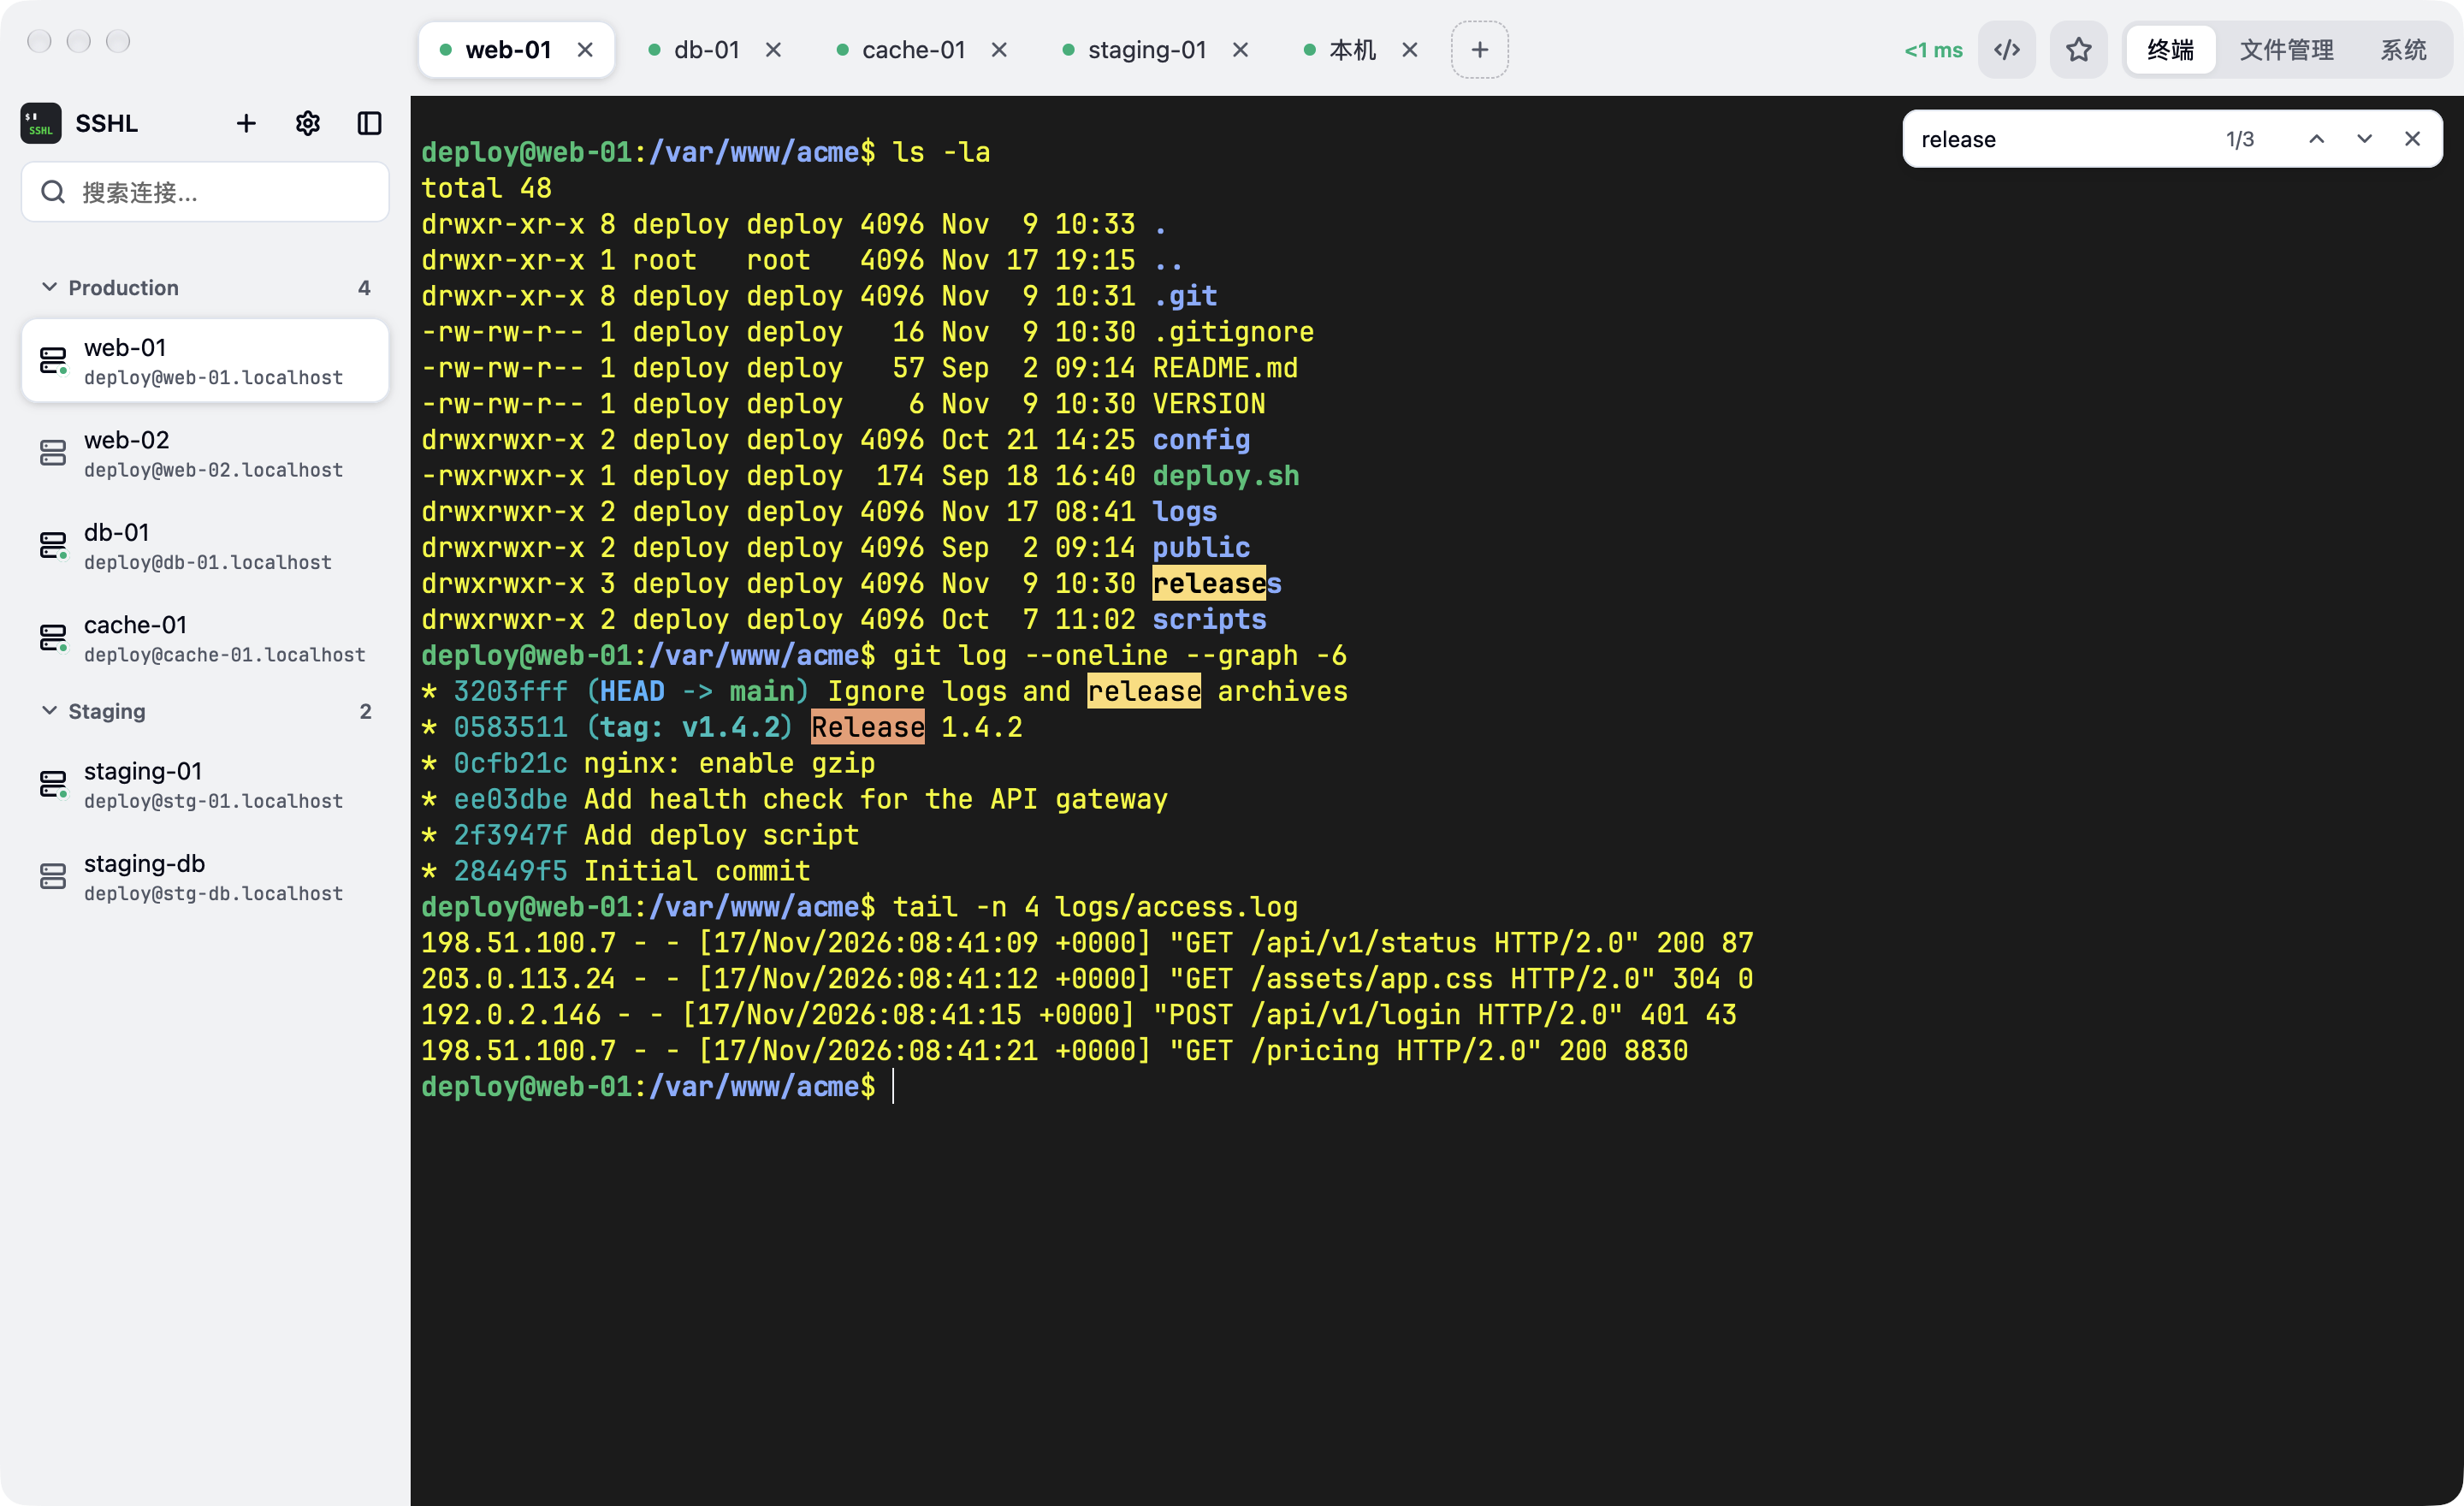 web-01
db-01
cache-01
staging-01
本机
<1 ms
终端
文件管理
系统
$
SSHL
SSHL
搜索连接...
Production 4
web-01
deploy@web-01.localhost
web-02
deploy@web-02.localhost
db-01
deploy@db-01.localhost
cache-01
deploy@cache-01.localhost
Staging 2
staging-01
deploy@stg-01.localhost
staging-db
deploy@stg-db.localhost
release 1/3
deploy@web-01:/var/www/acme$ ls -la
total 48
drwxr-xr-x 8 deploy deploy 4096 Nov  9 10:33 .
drwxr-xr-x 1 root   root   4096 Nov 17 19:15 ..
drwxr-xr-x 8 deploy deploy 4096 Nov  9 10:31 .git
-rw-rw-r-- 1 deploy deploy   16 Nov  9 10:30 .gitignore
-rw-rw-r-- 1 deploy deploy   57 Sep  2 09:14 README.md
-rw-rw-r-- 1 deploy deploy    6 Nov  9 10:30 VERSION
drwxrwxr-x 2 deploy deploy 4096 Oct 21 14:25 config
-rwxrwxr-x 1 deploy deploy  174 Sep 18 16:40 deploy.sh
drwxrwxr-x 2 deploy deploy 4096 Nov 17 08:41 logs
drwxrwxr-x 2 deploy deploy 4096 Sep  2 09:14 public
drwxrwxr-x 3 deploy deploy 4096 Nov  9 10:30 releases
drwxrwxr-x 2 deploy deploy 4096 Oct  7 11:02 scripts
deploy@web-01:/var/www/acme$ git log --oneline --graph -6
* 3203fff (HEAD -> main) Ignore logs and release archives
* 0583511 (tag: v1.4.2) Release 1.4.2
* 0cfb21c nginx: enable gzip
* ee03dbe Add health check for the API gateway
* 2f3947f Add deploy script
* 28449f5 Initial commit
deploy@web-01:/var/www/acme$ tail -n 4 logs/access.log
198.51.100.7 - - [17/Nov/2026:08:41:09 +0000] "GET /api/v1/status HTTP/2.0" 200 87
203.0.113.24 - - [17/Nov/2026:08:41:12 +0000] "GET /assets/app.css HTTP/2.0" 304 0
192.0.2.146 - - [17/Nov/2026:08:41:15 +0000] "POST /api/v1/login HTTP/2.0" 401 43
198.51.100.7 - - [17/Nov/2026:08:41:21 +0000] "GET /pricing HTTP/2.0" 200 8830
deploy@web-01:/var/www/acme$